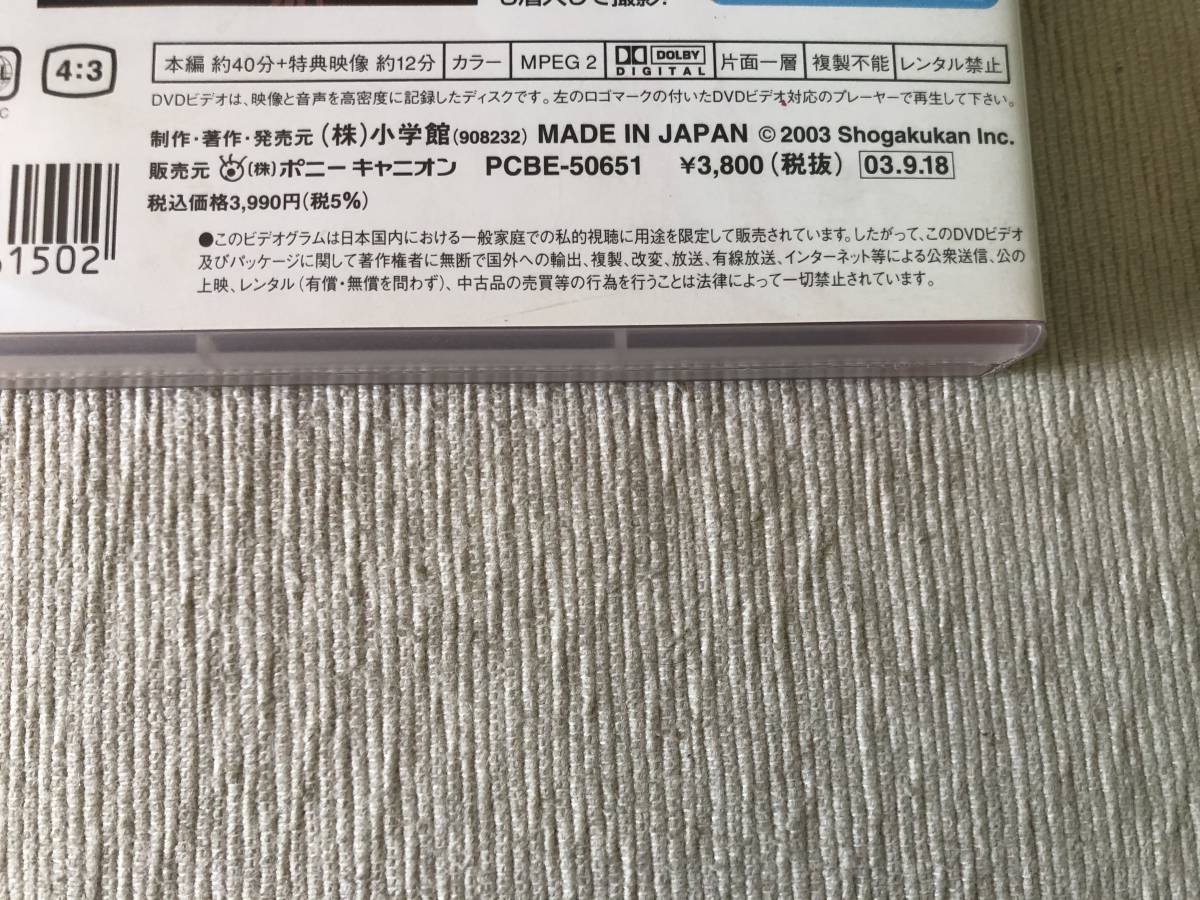 撮影!
4:3
本編 約40分+特典映像 約12分 カラー MPEG 2 DOLBY DIGITAL 片面一層 複製不能 レンタル禁止
DVDビデオは、映像と音声を高密度に記録したディスクです。左のロゴマークの付いたDVDビデオ対応のプレーヤーで再生して下さい。
制作・著作・発売元 (株)小学館(908232) MADE IN JAPAN © 2003 Shogakukan Inc.
販売元 (株)ポニーキャニオン PCBE-50651 ¥3,800(税抜) 03.9.18
税込価格3,990円(税5%)
1502
●このビデオグラムは日本国内における一般家庭での私的視聴に用途を限定して販売されています。したがって、このDVDビデオ
及びパッケージに関して著作権者に無断で国外への輸出、複製、改変、放送、有線放送、インターネット等による公衆送信、公の
上映、レンタル(有償・無償を問わず)、中古品の売買等の行為を行うことは法律によって一切禁止されています。